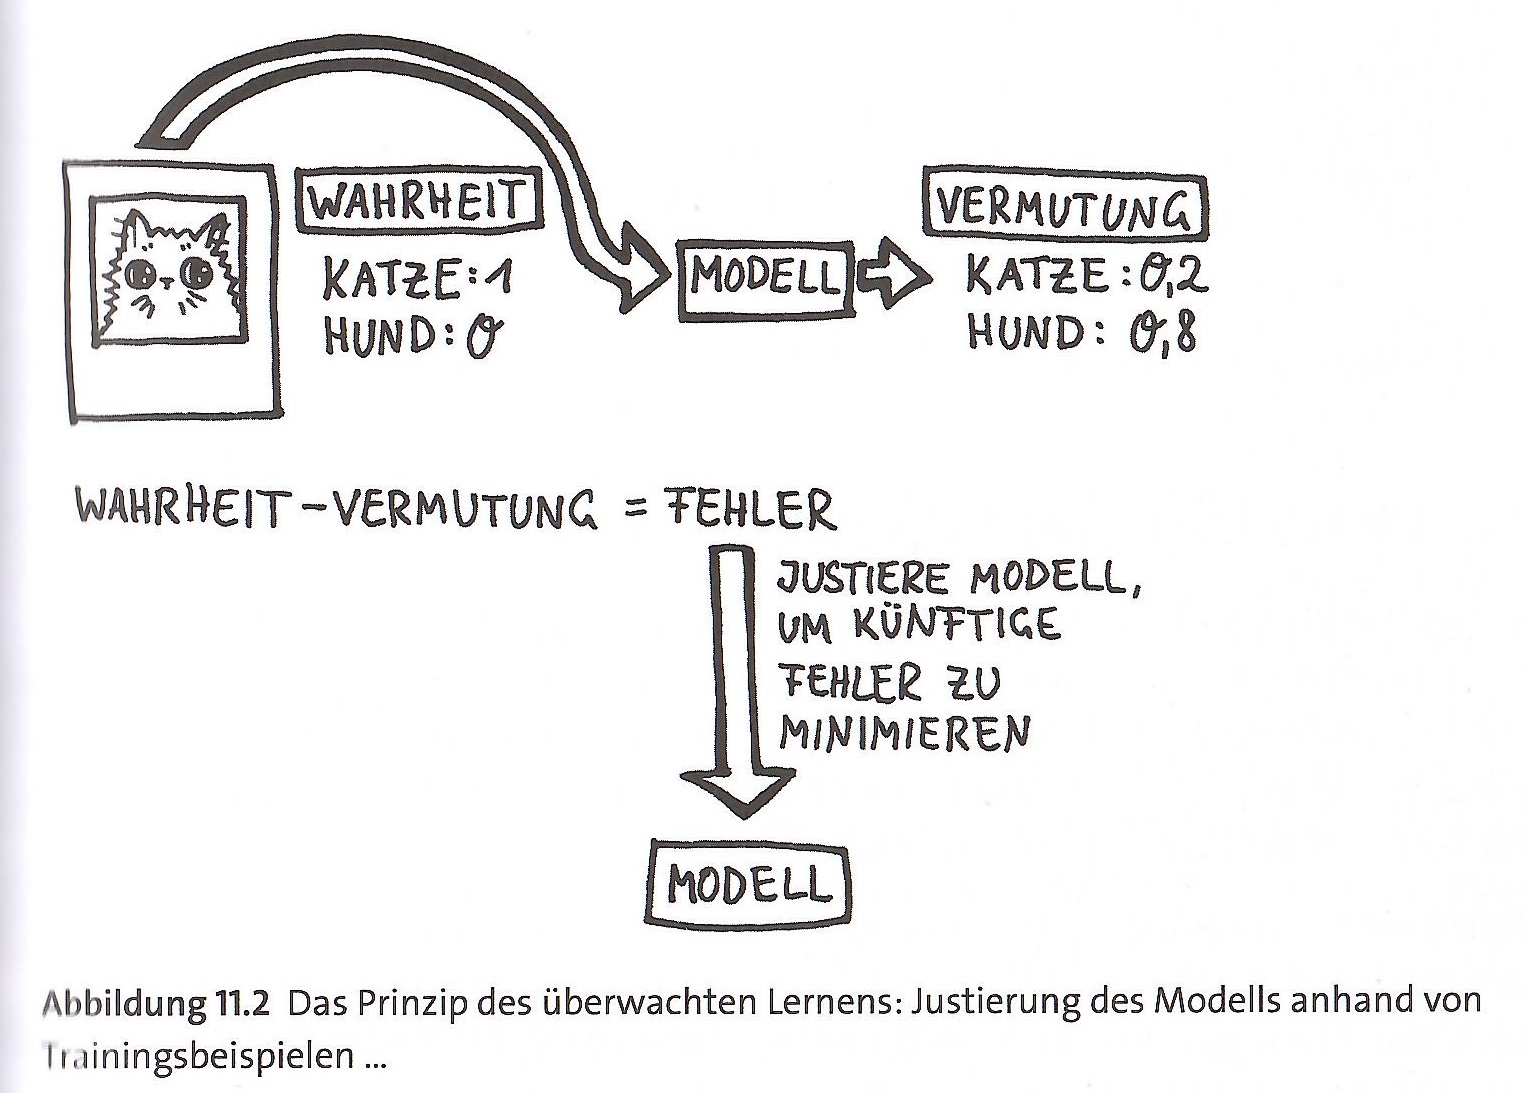 WAHRHEIT
KATZE: 1
HUND: 0
MODELL
VERMUTUNG
KATZE: 0,2
HUND: 0,8
WAHRHEIT - VERMUTUNG = FEHLER
JUSTIERE MODELL,
UM KÜNFTIGE
FEHLER ZU
MINIMIEREN
MODELL
Abbildung 11.2 Das Prinzip des überwachten Lernens: Justierung des Modells anhand von
Trainingsbeispielen ...